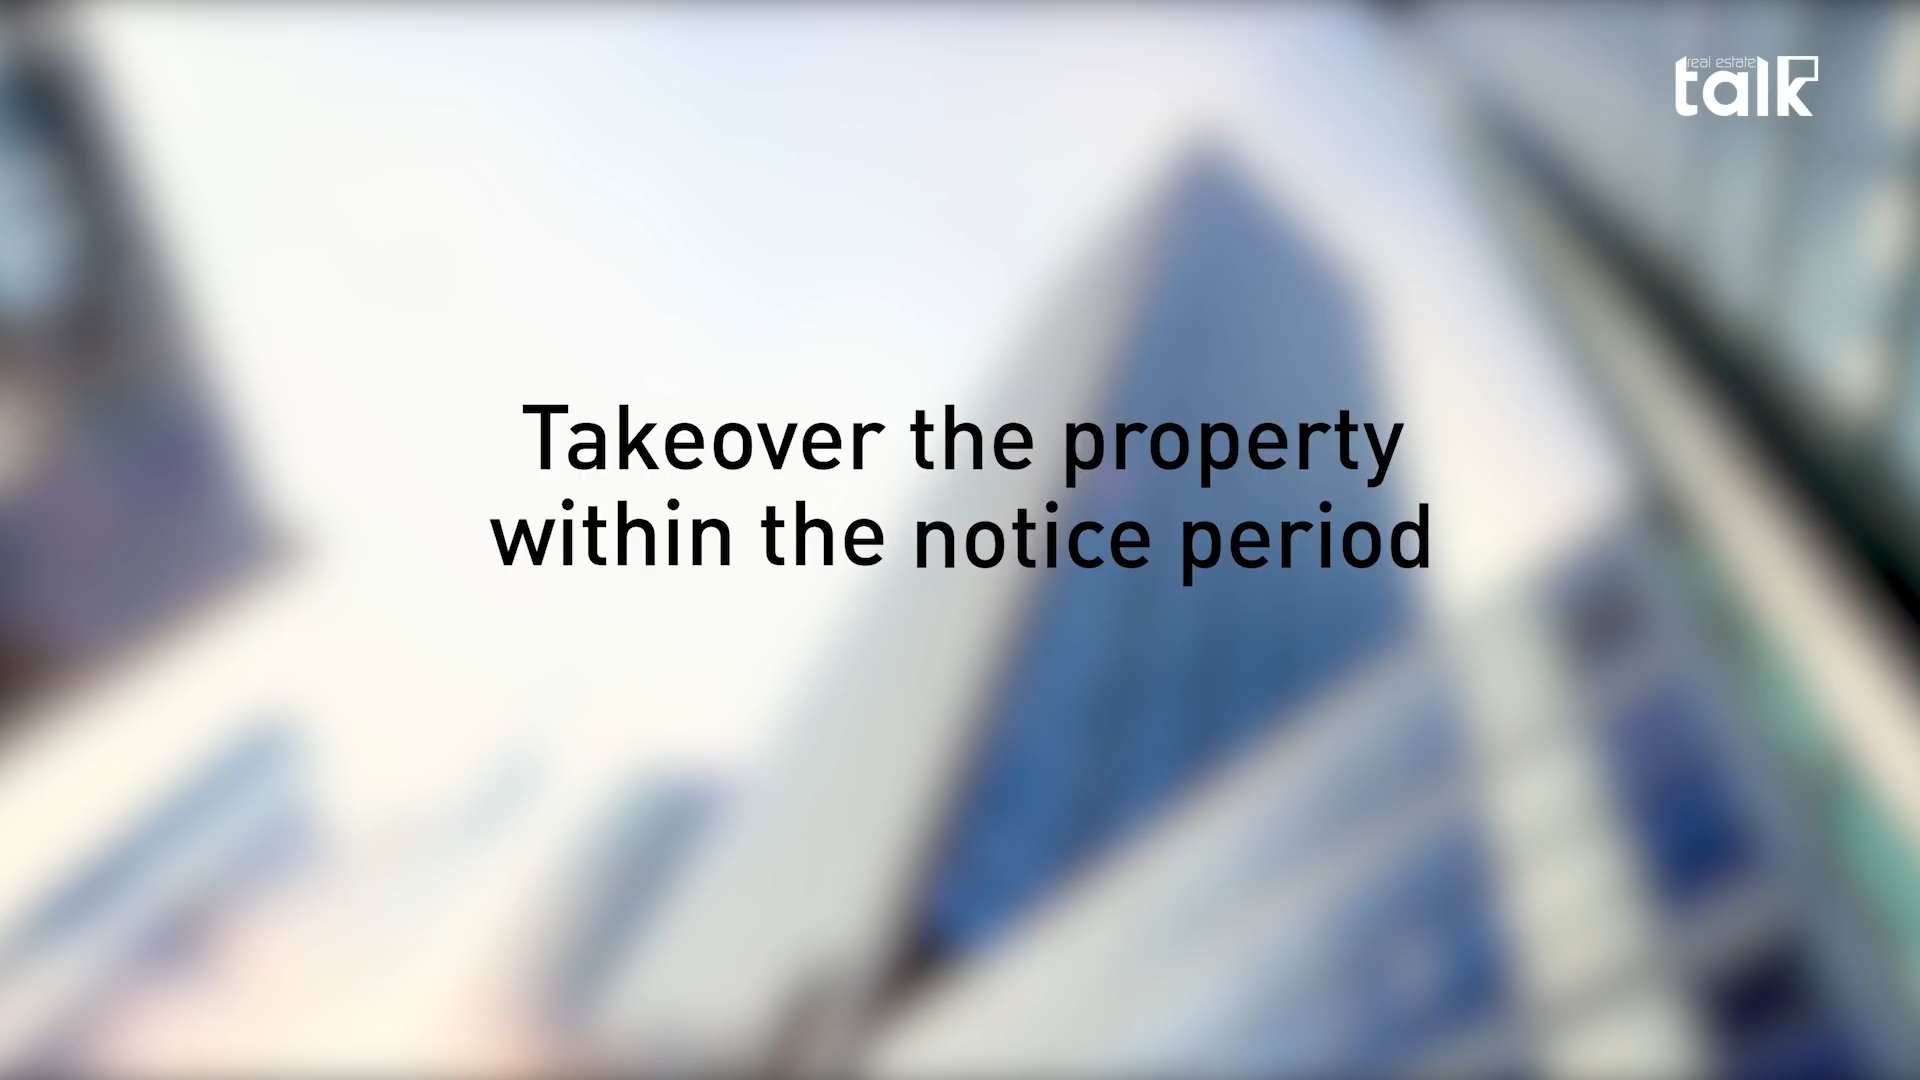 real estate
talk
Takeover the property
within the notice period